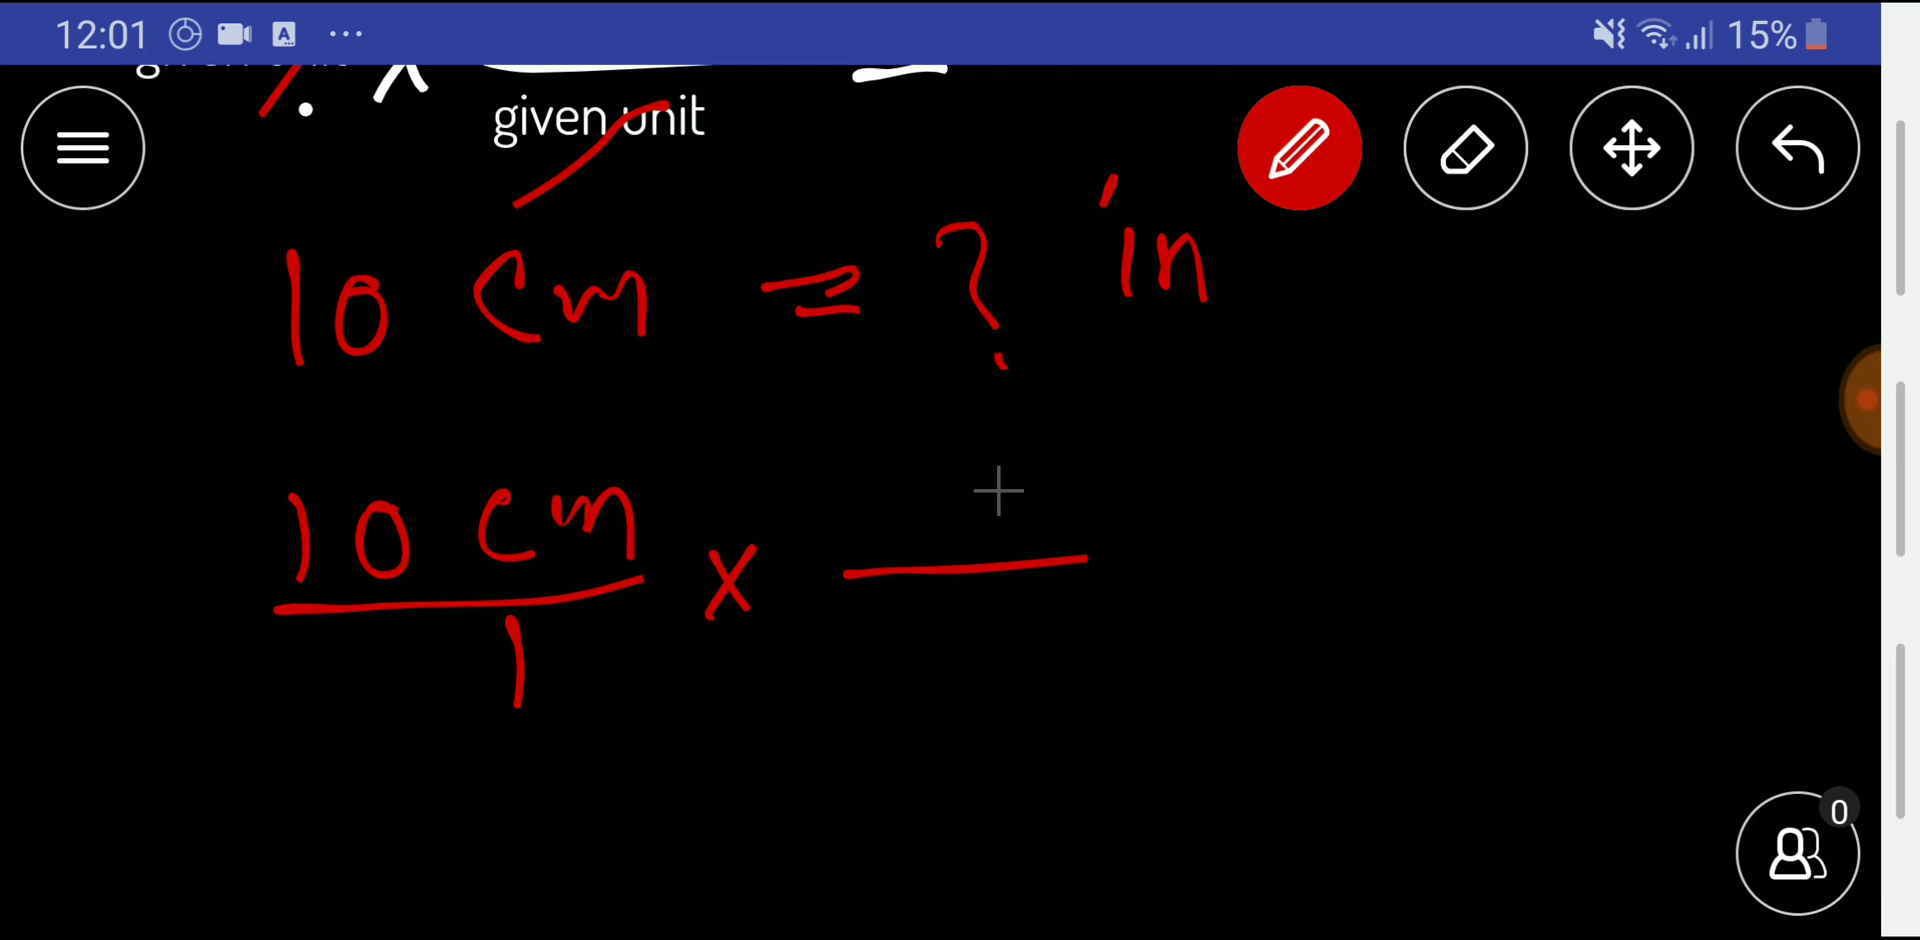 12:01 A ... 15%
given unit
10 cm = ? in
10 cm
×
1
0